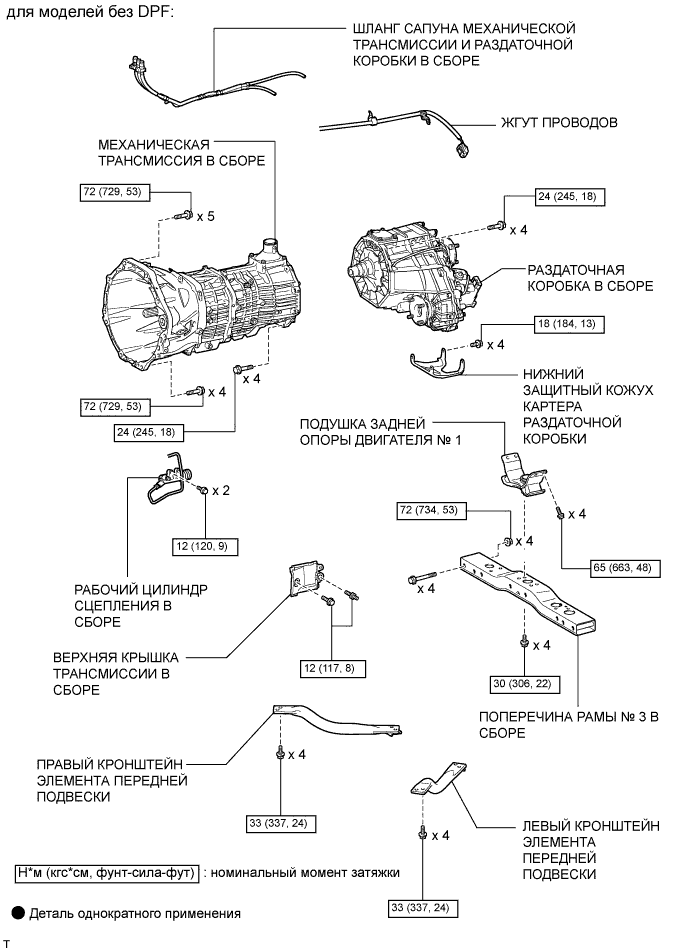 для моделей без DPF:
ШЛАНГ САПУНА МЕХАНИЧЕСКОЙ
ТРАНСМИССИИ И РАЗДАТОЧНОЙ
КОРОБКИ В СБОРЕ
ЖГУТ ПРОВОДОВ
МЕХАНИЧЕСКАЯ
ТРАНСМИССИЯ В СБОРЕ
72 (729, 53)
x 5
24 (245, 18)
x 4
РАЗДАТОЧНАЯ
КОРОБКА В СБОРЕ
18 (184, 13)
x 4
x 4
x 4
72 (729, 53)
24 (245, 18)
НИЖНИЙ
ЗАЩИТНЫЙ КОЖУХ
КАРТЕРА
РАЗДАТОЧНОЙ
КОРОБКИ
ПОДУШКА ЗАДНЕЙ
ОПОРЫ ДВИГАТЕЛЯ № 1
x 2
12 (120, 9)
72 (734, 53)
x 4
x 4
65 (663, 48)
x 4
РАБОЧИЙ ЦИЛИНДР
СЦЕПЛЕНИЯ В
СБОРЕ
x 4
12 (117, 8)
30 (306, 22)
ВЕРХНЯЯ КРЫШКА
ТРАНСМИССИИ В
СБОРЕ
ПОПЕРЕЧИНА РАМЫ № 3 В
СБОРЕ
x 4
ПРАВЫЙ КРОНШТЕЙН
ЭЛЕМЕНТА ПЕРЕДНЕЙ
ПОДВЕСКИ
33 (337, 24)
x 4
ЛЕВЫЙ КРОНШТЕЙН
ЭЛЕМЕНТА
ПЕРЕДНЕЙ
ПОДВЕСКИ
33 (337, 24)
Н*м (кгс*см, фунт-сила-фут) : номинальный момент затяжки
Деталь однократного применения
T